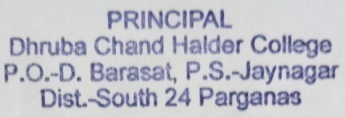 PRINCIPAL
Dhruba Chand Halder College
P.O.-D. Barasat, P.S.-Jaynagar
Dist.-South 24 Parganas